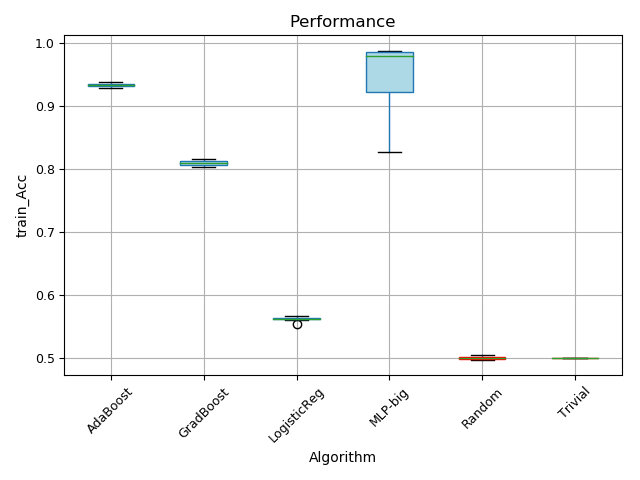 Performance
1.0
0.9
0.8
0.7
0.6
0.5
train_Acc
AdaBoost
GradBoost
LogisticReg
MLP-big
Random
Trivial
Algorithm